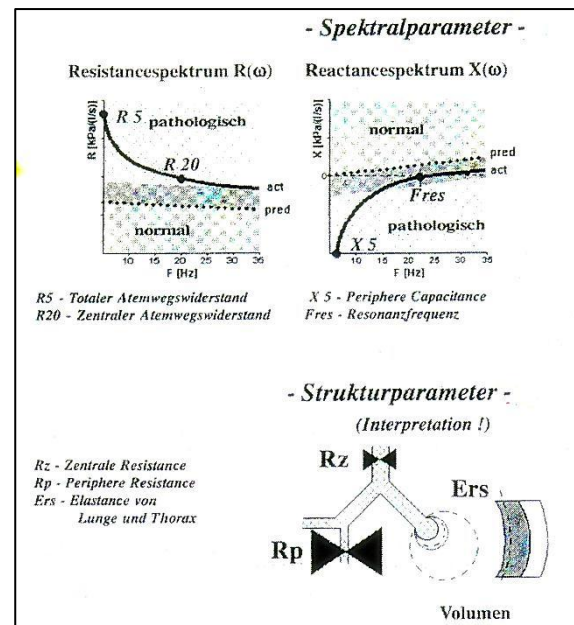 - Spektralparameter -
Resistancespektrum R(ω)
R [kPa/(l/s)]
R 5
pathologisch
R 20
act
pred
normal
10 15 20 25 30 35
F [Hz]
R5 - Totaler Atemwegswiderstand
R20 - Zentraler Atemwegswiderstand
Reactancespektrum X(ω)
X [kPa/(l/s)]
normal
pred
0
act
Fres
pathologisch
X 5
10 15 20 25 30 35
F [Hz]
X 5 - Periphere Capacitance
Fres - Resonanzfrequenz
- Strukturparameter -
(Interpretation !)
Rz - Zentrale Resistance
Rp - Periphere Resistance
Ers - Elastance von
Lunge und Thorax
Rz
Ers
Rp
Volumen